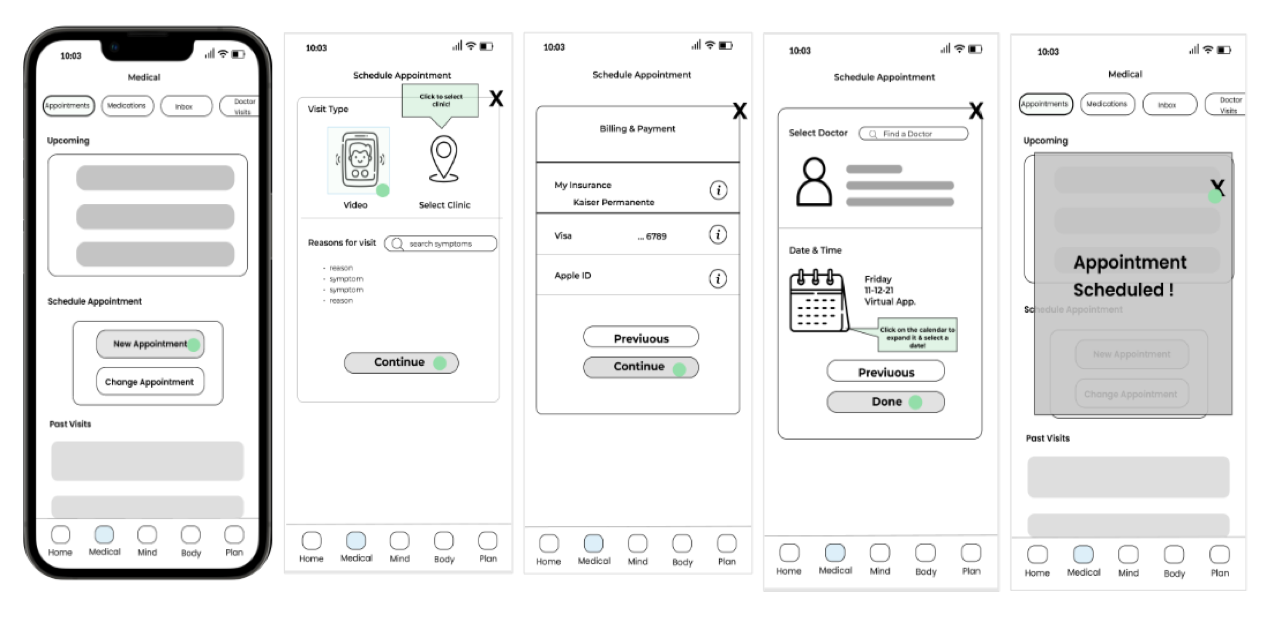 10:03
Medical
Appointments
Medications
Inbox
Doctor
Visits
Upcoming
Schedule Appointment
New Appointment
Change Appointment
Past Visits
Home
Medical
Mind
Body
Plan
10:03
Schedule Appointment
Visit Type
Click to select
clinic!
X
Video
Select Clinic
Reasons for visit
search symptoms
- reason
- symptom
- symptom
- reason
Continue
Home
Medical
Mind
Body
Plan
10:03
Schedule Appointment
X
Billing & Payment
My Insurance
Kaiser Permanente
i
Visa
... 6789
i
Apple ID
i
Previuous
Continue
Home
Medical
Mind
Body
Plan
10:03
Schedule Appointment
X
Select Doctor
Find a Doctor
Date & Time
Friday
11-12-21
Virtual App.
Click on the calendar to
expand it & select a
date!
Previuous
Done
Home
Medical
Mind
Body
Plan
10:03
Medical
Appointments
Medications
Inbox
Doctor
Visits
Upcoming
X
Appointment
Scheduled !
Schedule Appointment
New Appointment
Change Appointment
Past Visits
Home
Medical
Mind
Body
Plan